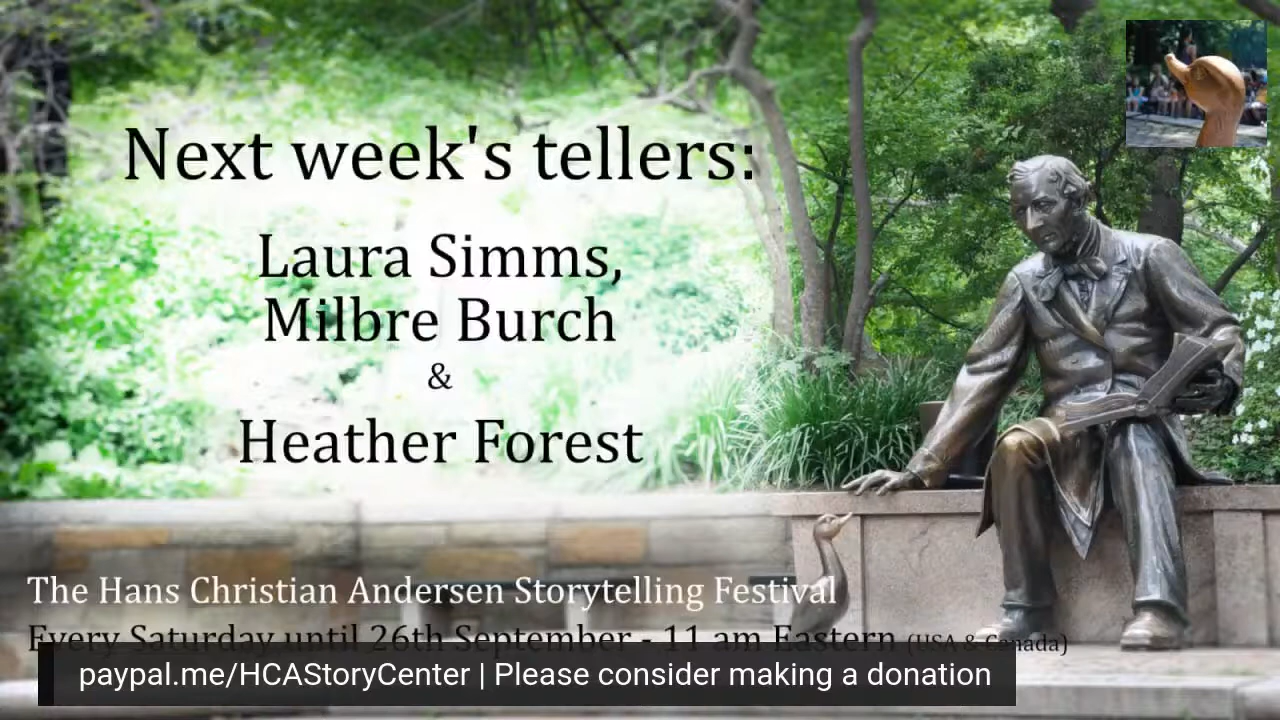 Next week's tellers:
Laura Simms,
Milbre Burch
&
Heather Forest
The Hans Christian Andersen Storytelling Festival
Every Saturday until 26th September - 11 am Eastern (USA & Canada)
paypal.me/HCAStoryCenter | Please consider making a donation